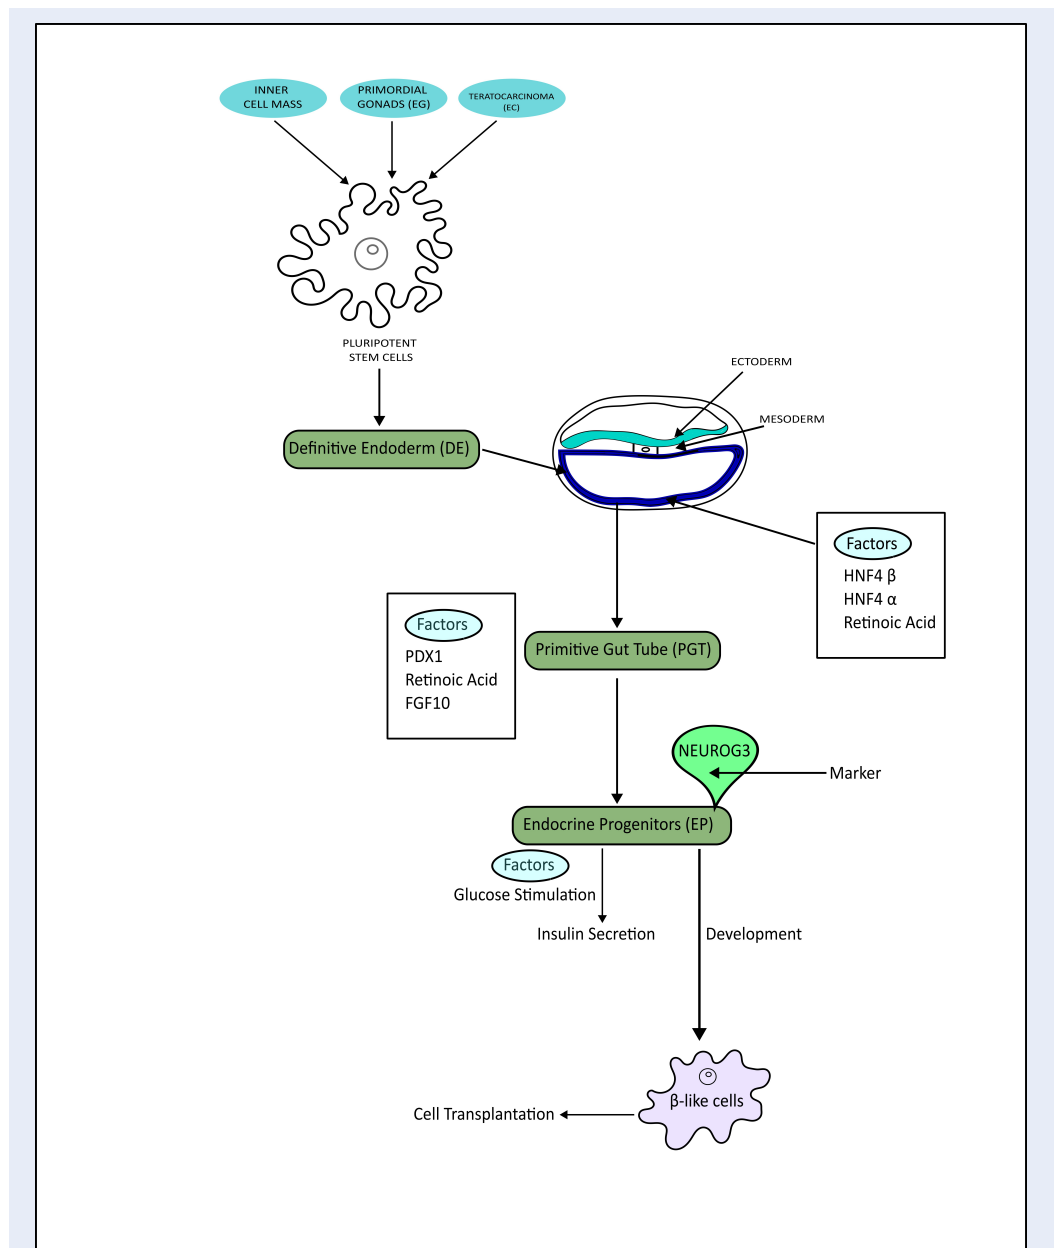 INNER
CELL MASS
PRIMORDIAL
GONADS (EG)
TERATOCARCINOMA
(EC)
PLURIPOTENT
STEM CELLS
ECTODERM
MESODERM
Definitive Endoderm (DE)
Factors
HNF4 β
HNF4 α
Retinoic Acid
Factors
PDX1
Retinoic Acid
FGF10
Primitive Gut Tube (PGT)
NEUROG3
Marker
Endocrine Progenitors (EP)
Factors
Glucose Stimulation
Insulin Secretion
Development
β-like cells
Cell Transplantation